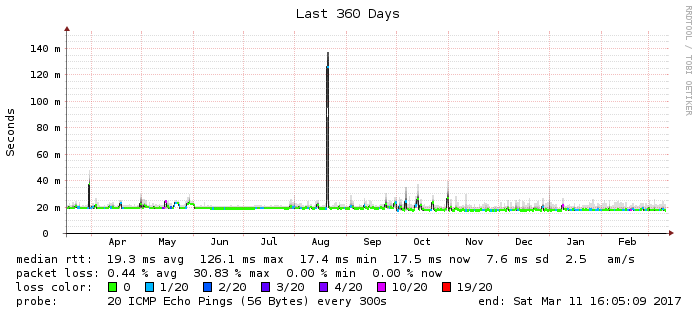 Last 360 Days
RRDTOOL / TOBI OETIKER
Seconds
140 m
120 m
100 m
80 m
60 m
40 m
20 m
0
Apr May Jun Jul Aug Sep Oct Nov Dec Jan Feb
median rtt: 19.3 ms avg 126.1 ms max 17.4 ms min 17.5 ms now 7.6 ms sd 2.5 am/s
packet loss: 0.44 % avg 30.83 % max 0.00 % min 0.00 % now
loss color: 0 1/20 2/20 3/20 4/20 10/20 19/20
probe: 20 ICMP Echo Pings (56 Bytes) every 300s end: Sat Mar 11 16:05:09 2017